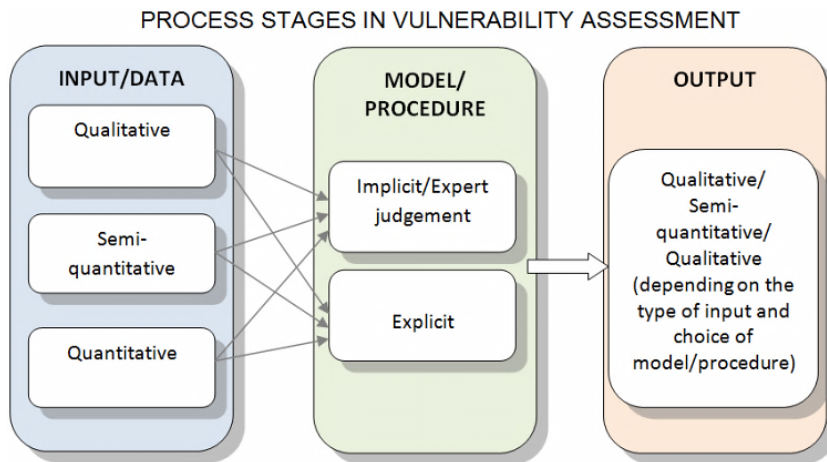 PROCESS STAGES IN VULNERABILITY ASSESSMENT
INPUT/DATA
Qualitative
Semi-
quantitative
Quantitative
MODEL/
PROCEDURE
Implicit/Expert
judgement
Explicit
OUTPUT
Qualitative/
Semi-
quantitative/
Qualitative
(depending on the
type of input and
choice of
model/procedure)